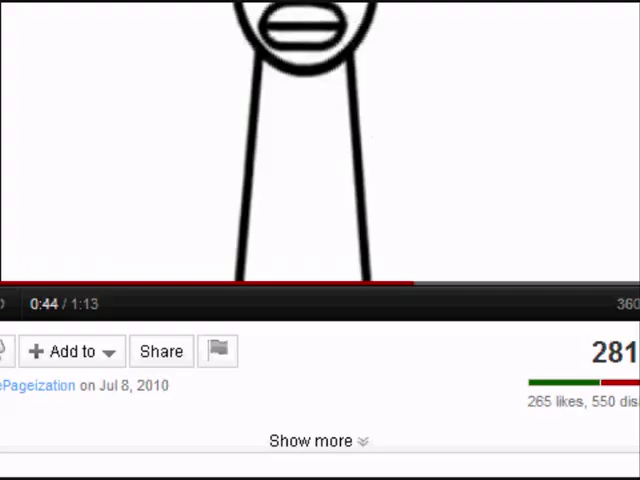 0:44 / 1:13 360
Add to Share
ePageization on Jul 8, 2010
281
265 likes, 550 dis
Show more